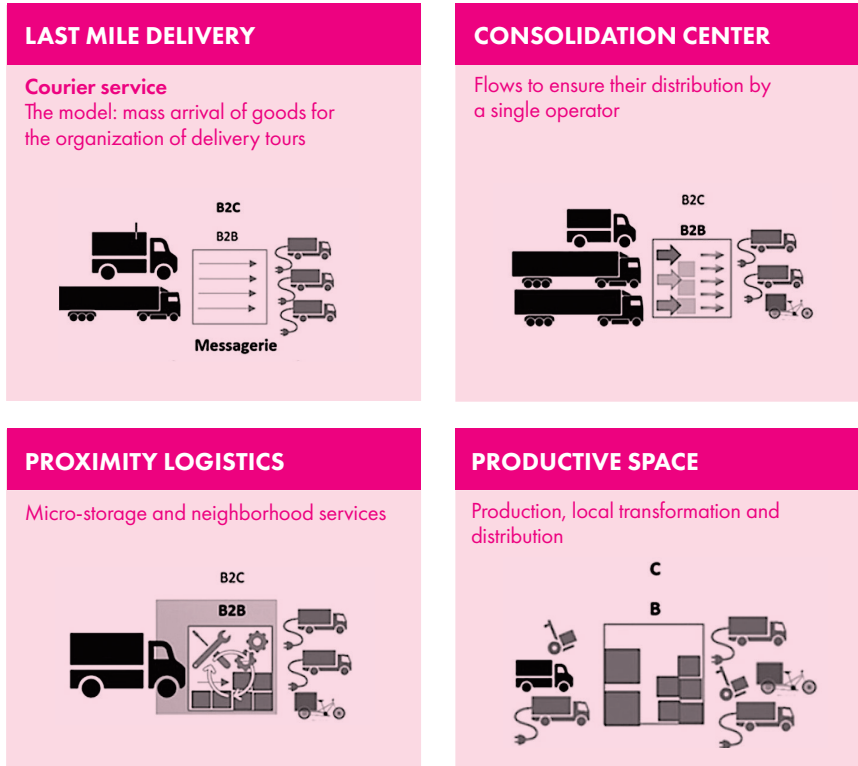 LAST MILE DELIVERY
Courier service
The model: mass arrival of goods for
the organization of delivery tours
B2C
B2B
Messagerie
CONSOLIDATION CENTER
Flows to ensure their distribution by
a single operator
B2C
B2B
PROXIMITY LOGISTICS
Micro-storage and neighborhood services
B2C
B2B
PRODUCTIVE SPACE
Production, local transformation and
distribution
C
B